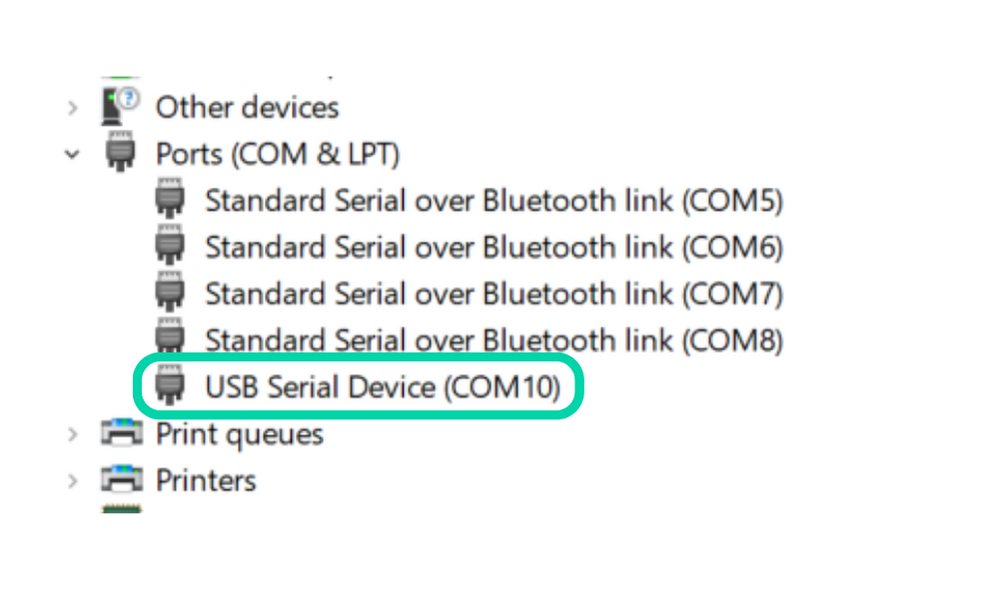 Other devices
Ports (COM & LPT)
Standard Serial over Bluetooth link (COM5)
Standard Serial over Bluetooth link (COM6)
Standard Serial over Bluetooth link (COM7)
Standard Serial over Bluetooth link (COM8)
USB Serial Device (COM10)
Print queues
Printers